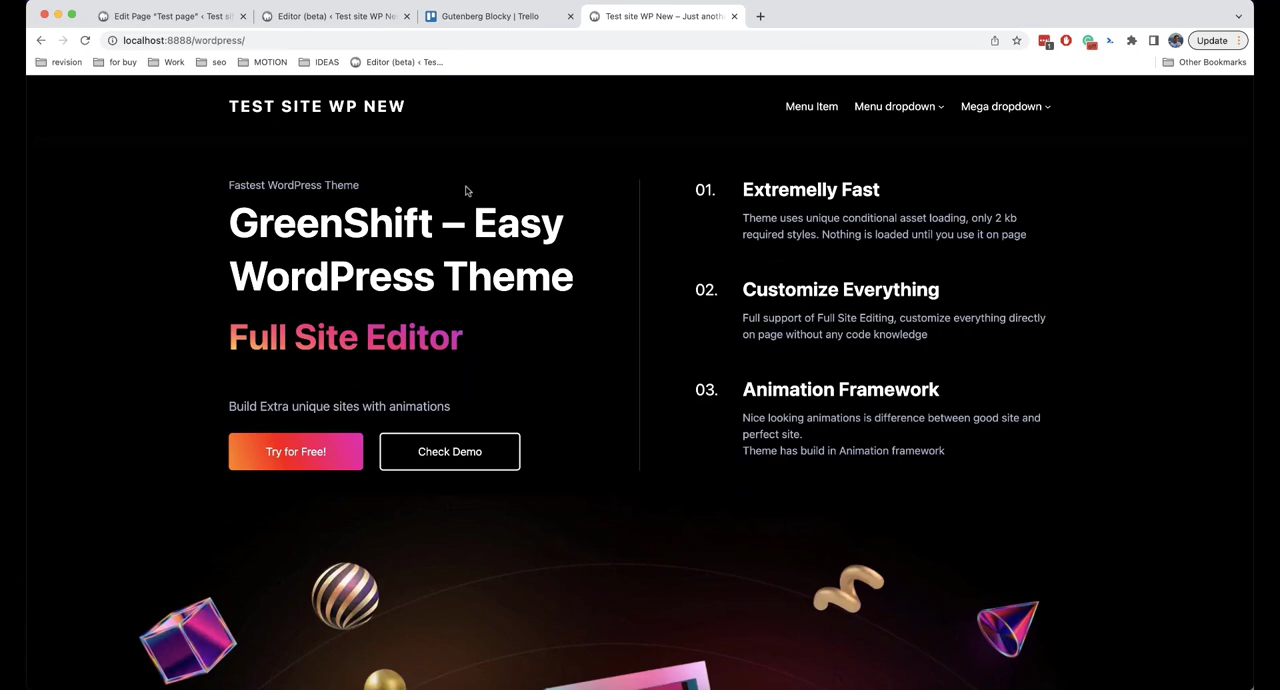 Edit Page "Test page" ‹ Test si
Editor (beta) ‹ Test site WP Ne
Gutenberg Blocky | Trello
Test site WP New – Just anoth
localhost:8888/wordpress/
Update
revision
for buy
Work
seo
MOTION
IDEAS
Editor (beta) ‹ Tes...
Other Bookmarks
TEST SITE WP NEW
Menu Item
Menu dropdown
Mega dropdown
Fastest WordPress Theme
GreenShift – Easy
WordPress Theme
Full Site Editor
Build Extra unique sites with animations
Try for Free!
Check Demo
01.
Extremelly Fast
Theme uses unique conditional asset loading, only 2 kb
required styles. Nothing is loaded until you use it on page
02.
Customize Everything
Full support of Full Site Editing, customize everything directly
on page without any code knowledge
03.
Animation Framework
Nice looking animations is difference between good site and
perfect site.
Theme has build in Animation framework